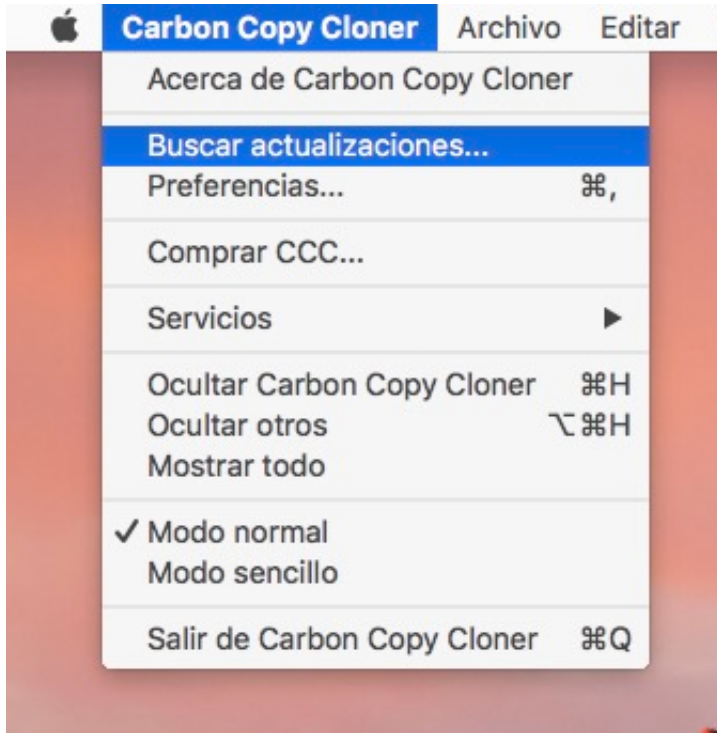 Carbon Copy Cloner Archivo Editar
Acerca de Carbon Copy Cloner
Buscar actualizaciones...
Preferencias... ⌘,
Comprar CCC...
Servicios ▶
Ocultar Carbon Copy Cloner ⌘H
Ocultar otros ⌥⌘H
Mostrar todo
✓ Modo normal
Modo sencillo
Salir de Carbon Copy Cloner ⌘Q